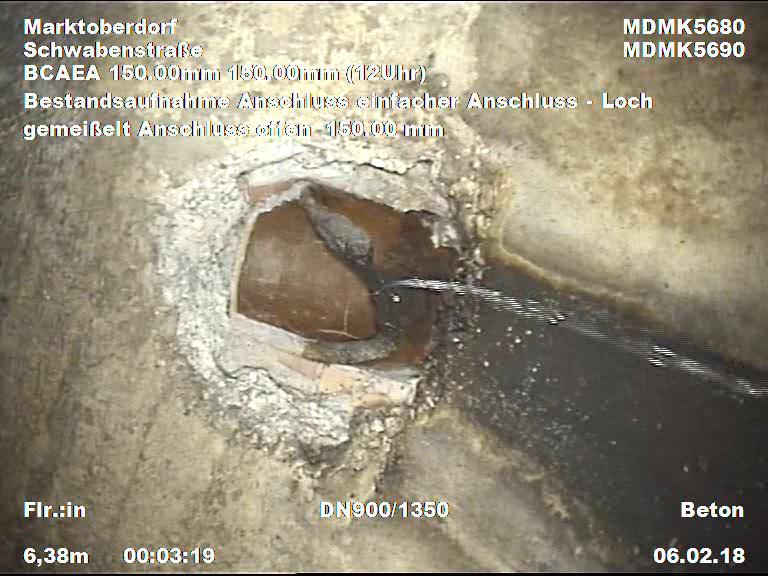 Marktoberdorf MDMK5680
Schwabenstraße MDMK5690
BCAEA 150.00mm 150.00mm (12Uhr)
Bestandsaufnahme Anschluss einfacher Anschluss - Loch
gemeißelt Anschluss offen 150.00 mm
Flr.:in DN900/1350 Beton
6,38m 00:03:19 06.02.18